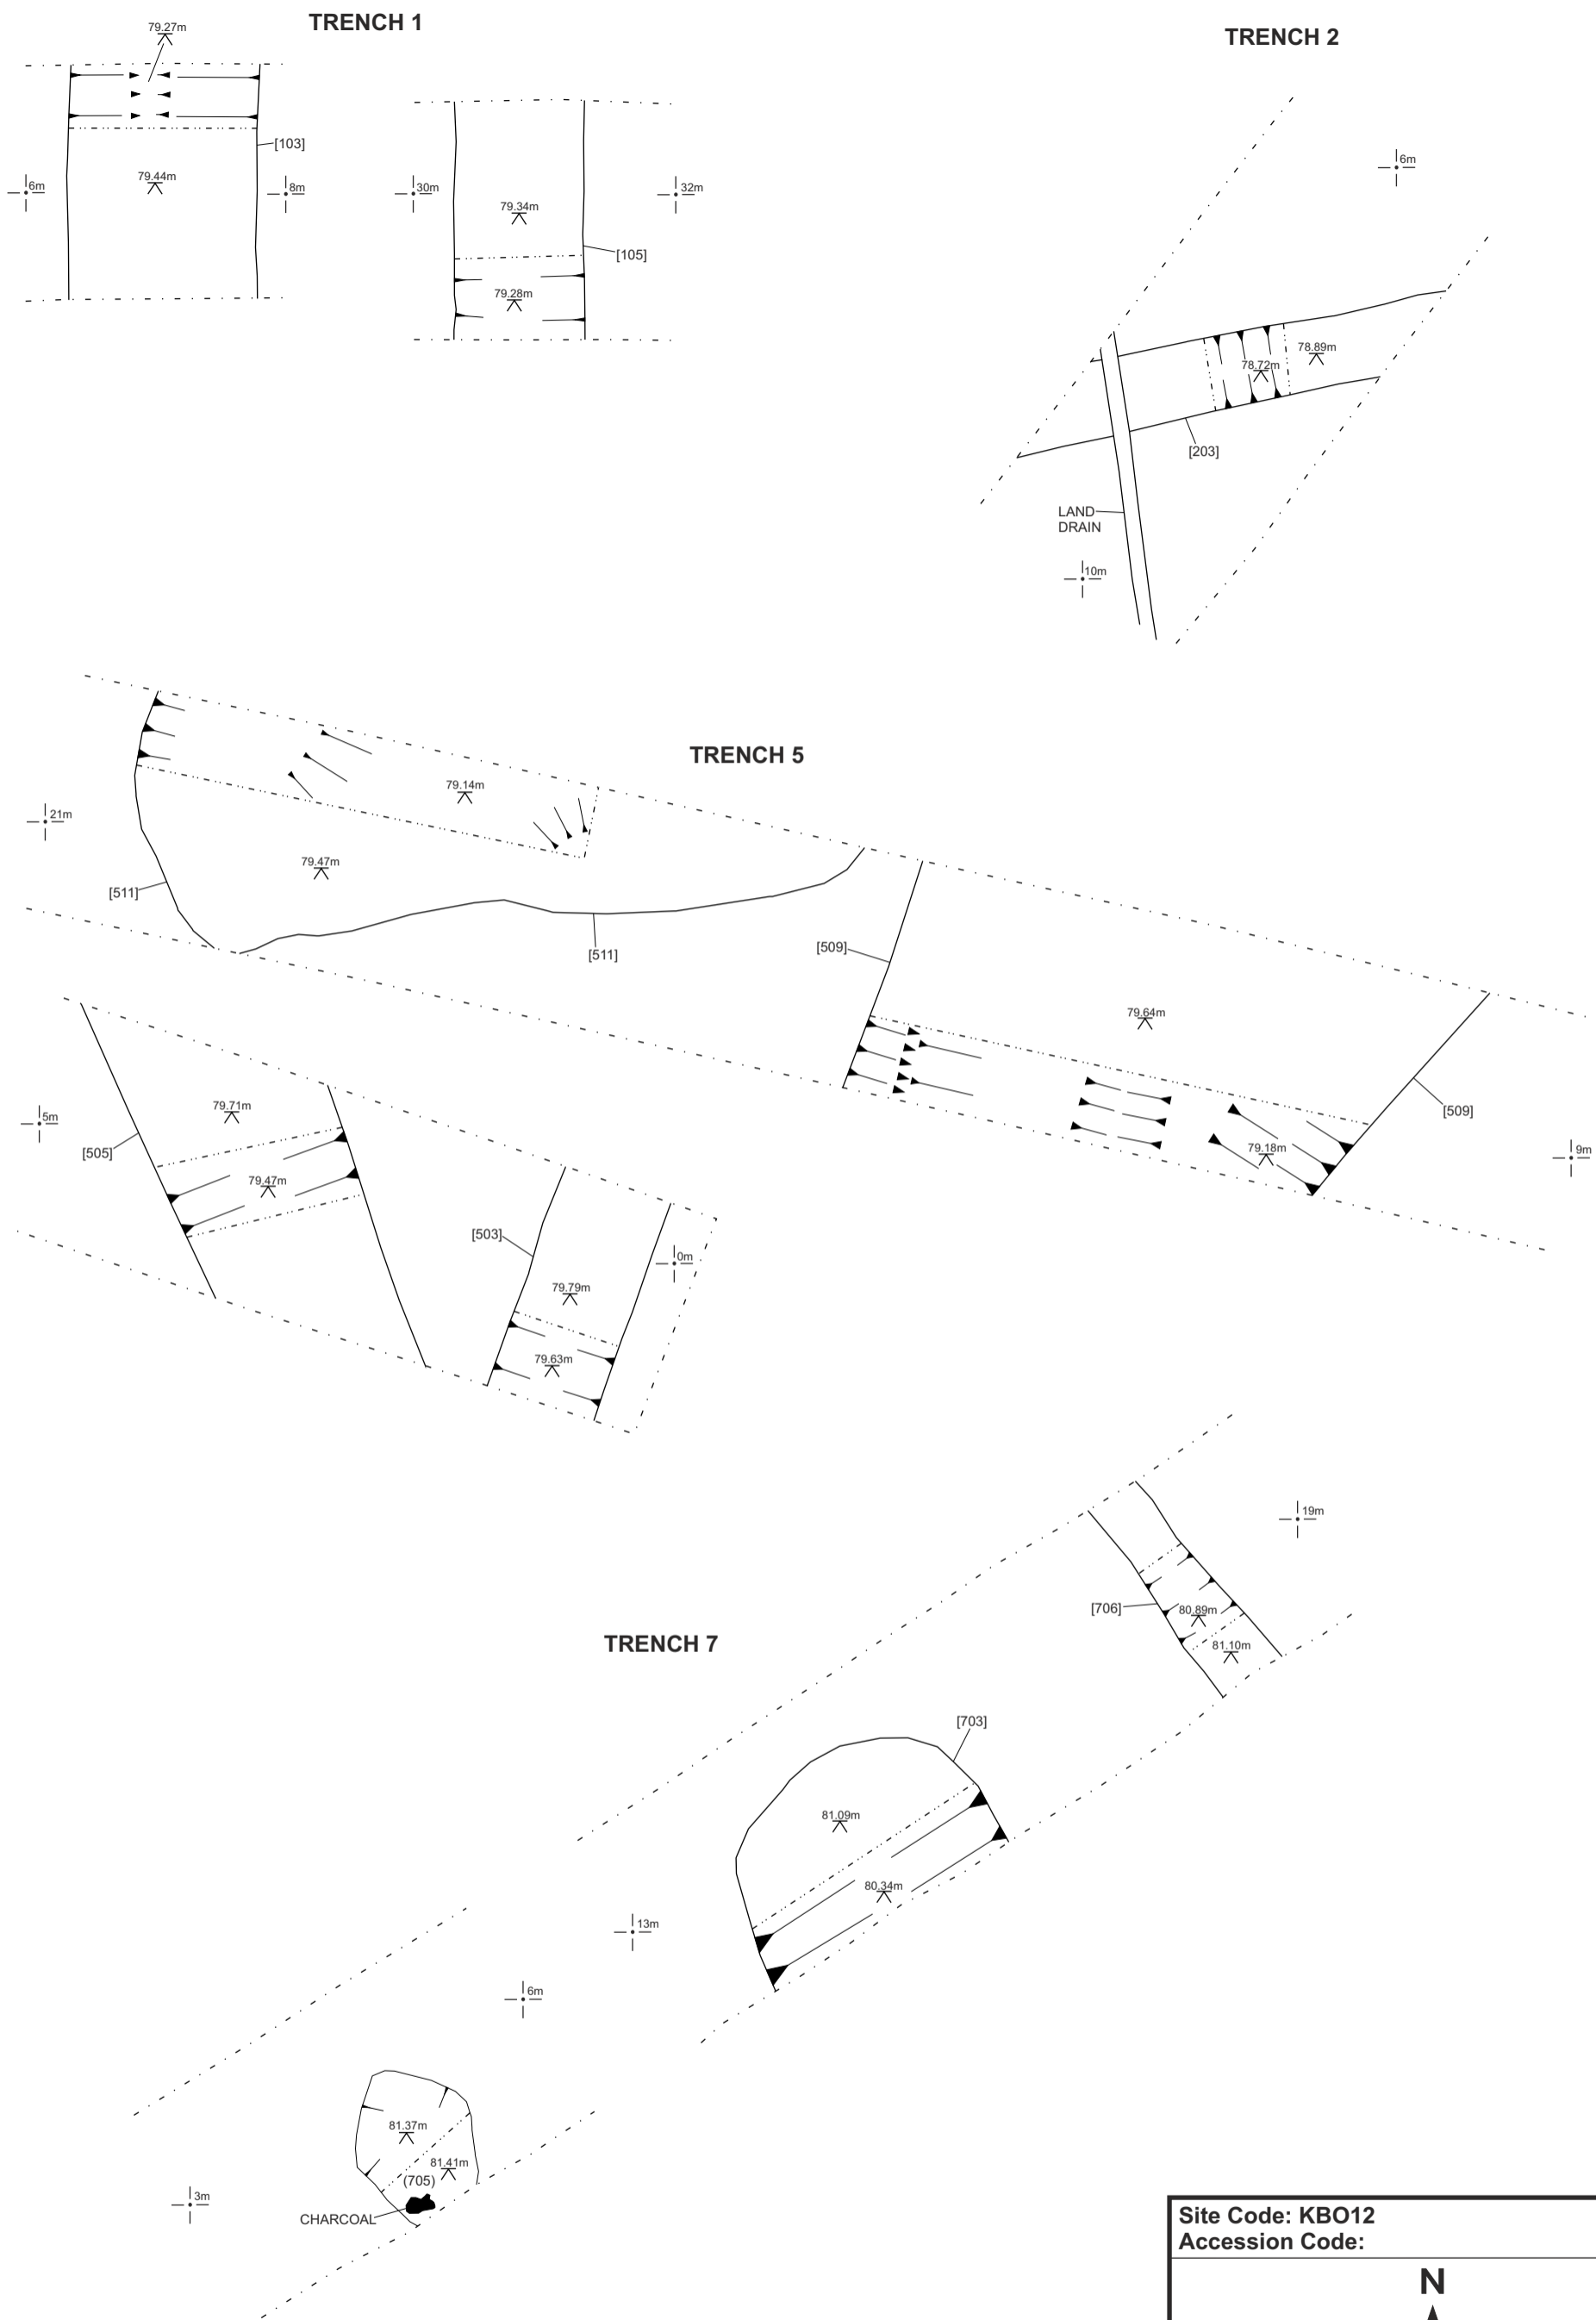 TRENCH 1
79.27m
[103]
6m
79.44m
8m
30m
79.34m
32m
[105]
79.28m
TRENCH 2
6m
78.89m
78.72m
[203]
LAND
DRAIN
10m
TRENCH 5
79.14m
21m
79.47m
[511]
[511]
[509]
79.64m
[509]
79.18m
9m
5m
79.71m
[505]
79.47m
[503]
0m
79.79m
79.63m
TRENCH 7
19m
[706]
80.89m
81.10m
[703]
81.09m
80.34m
13m
6m
81.37m
81.41m
(705)
3m
CHARCOAL
Site Code: KBO12
Accession Code:
N